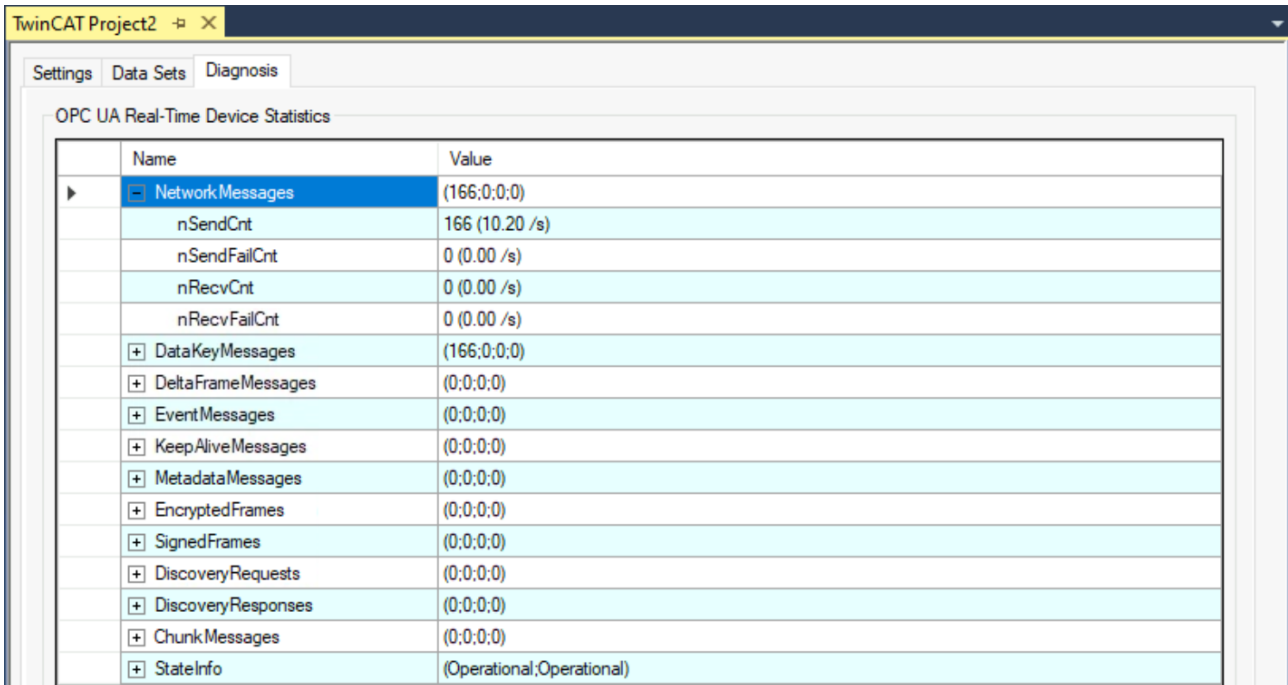 TwinCAT Project2
Settings Data Sets Diagnosis
OPC UA Real-Time Device Statistics
Name Value
NetworkMessages (166;0;0;0)
nSendCnt 166 (10.20 /s)
nSendFailCnt 0 (0.00 /s)
nRecvCnt 0 (0.00 /s)
nRecvFailCnt 0 (0.00 /s)
DataKeyMessages (166;0;0;0)
DeltaFrameMessages (0;0;0;0)
EventMessages (0;0;0;0)
KeepAliveMessages (0;0;0;0)
MetadataMessages (0;0;0;0)
EncryptedFrames (0;0;0;0)
SignedFrames (0;0;0;0)
DiscoveryRequests (0;0;0;0)
DiscoveryResponses (0;0;0;0)
ChunkMessages (0;0;0;0)
StateInfo (Operational;Operational)